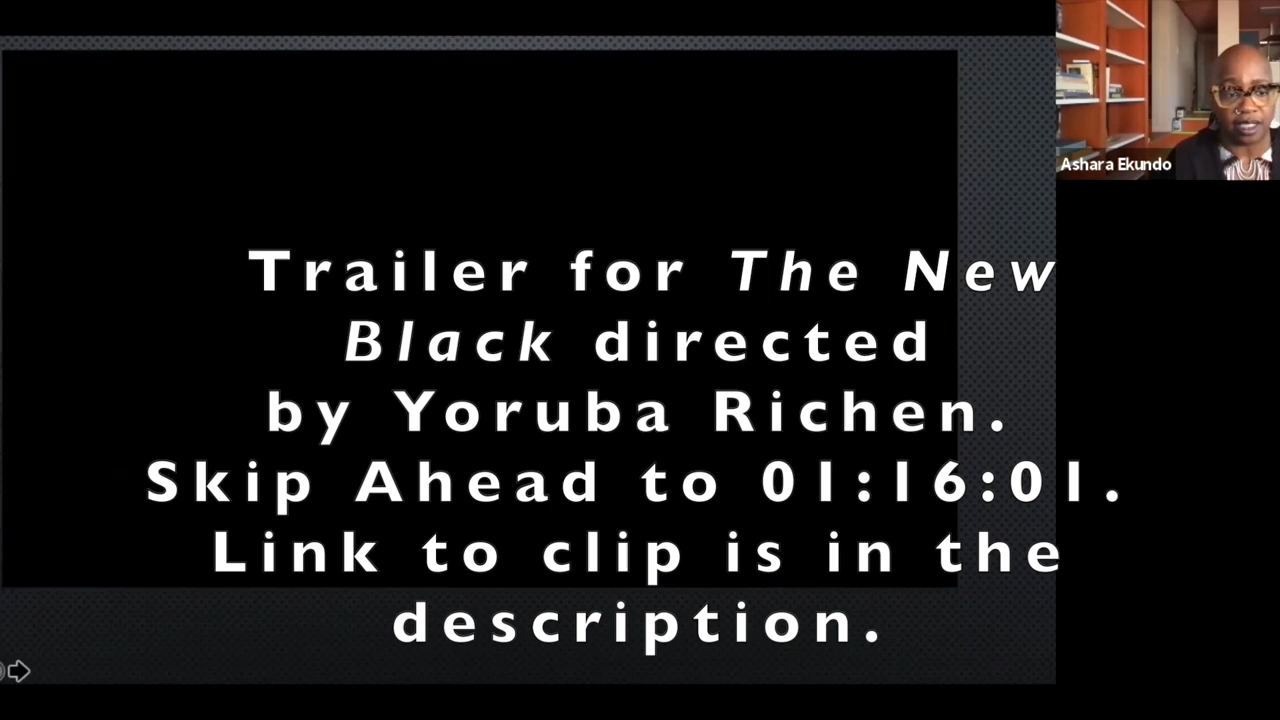 Ashara Ekundo
Trailer for The New
Black directed
by Yoruba Richen.
Skip Ahead to 01:16:01.
Link to clip is in the
description.